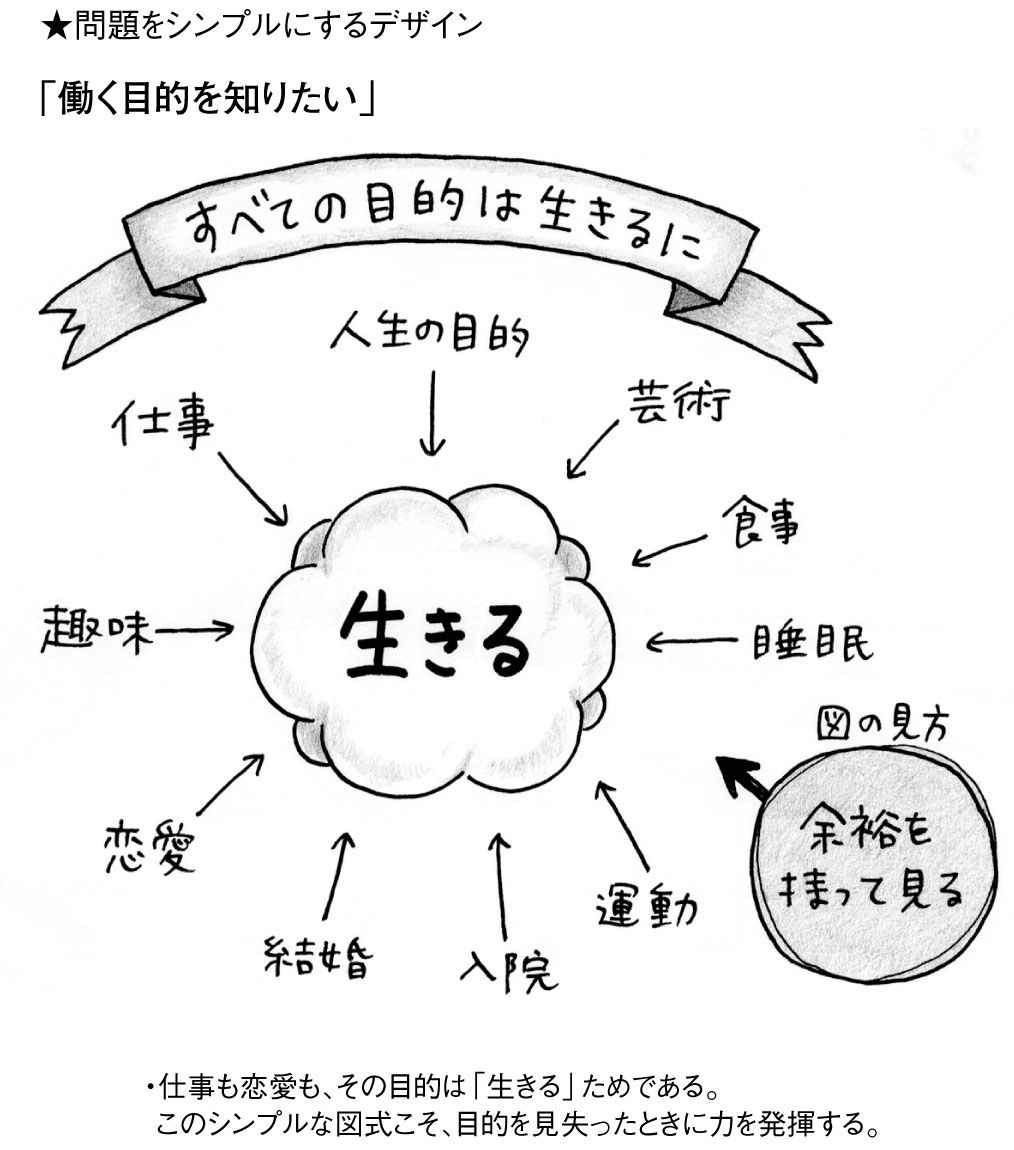 ★問題をシンプルにするデザイン
「働く目的を知りたい」
すべての目的は生きるに
人生の目的
仕事
芸術
食事
趣味
生きる
睡眠
図の見方
余裕を
持って見る
恋愛
運動
結婚
入院
・仕事も恋愛も、その目的は「生きる」ためである。
このシンプルな図式こそ、目的を見失ったときに力を発揮する。